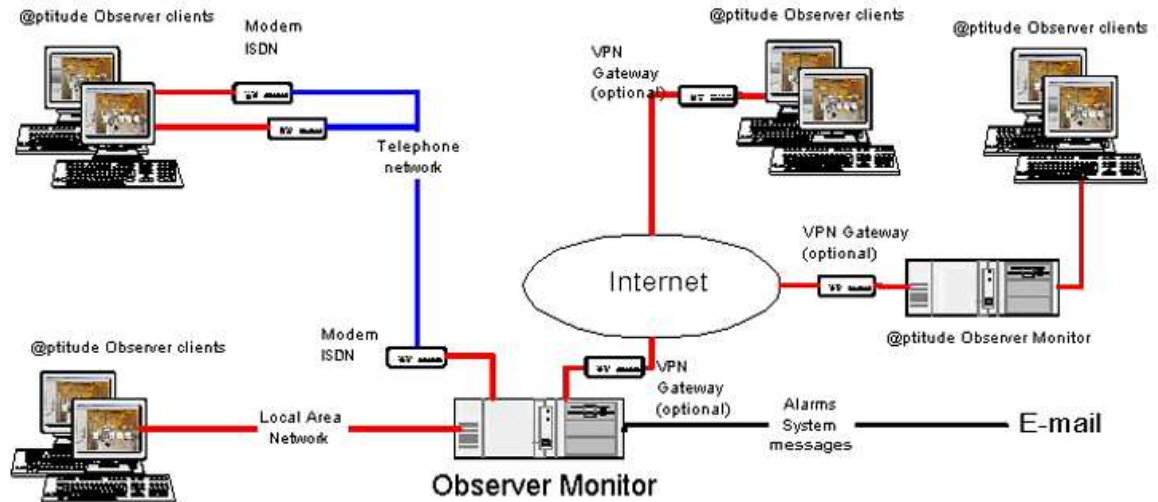 @ptitude Observer clients
Modem
ISDN
VPN
Gateway
(optional)
@ptitude Observer clients
@ptitude Observer clients
Telephone
network
VPN Gateway
(optional)
Internet
@ptitude Observer Monitor
Modem
ISDN
@ptitude Observer clients
VPN
Gateway
(optional)
Local Area
Network
Alarms
System
messages
E-mail
Observer Monitor